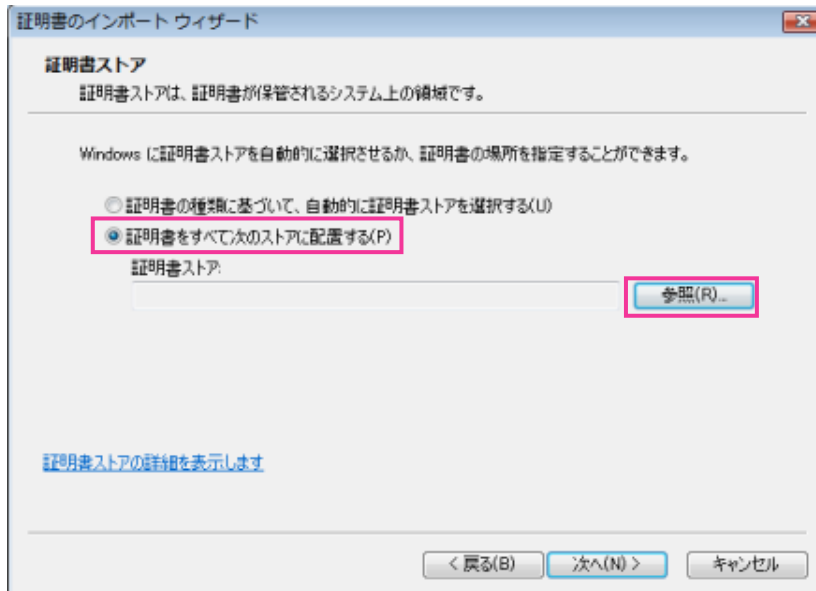 証明書のインポート ウィザード
証明書ストア
証明書ストアは、証明書が保管されるシステム上の領域です。
Windows に証明書ストアを自動的に選択させるか、証明書の場所を指定することができます。
証明書の種類に基づいて、自動的に証明書ストアを選択する(U)
証明書をすべて次のストアに配置する(P)
証明書ストア:
参照(R)...
証明書ストアの詳細を表示します
< 戻る(B) 次へ(N) > キャンセル